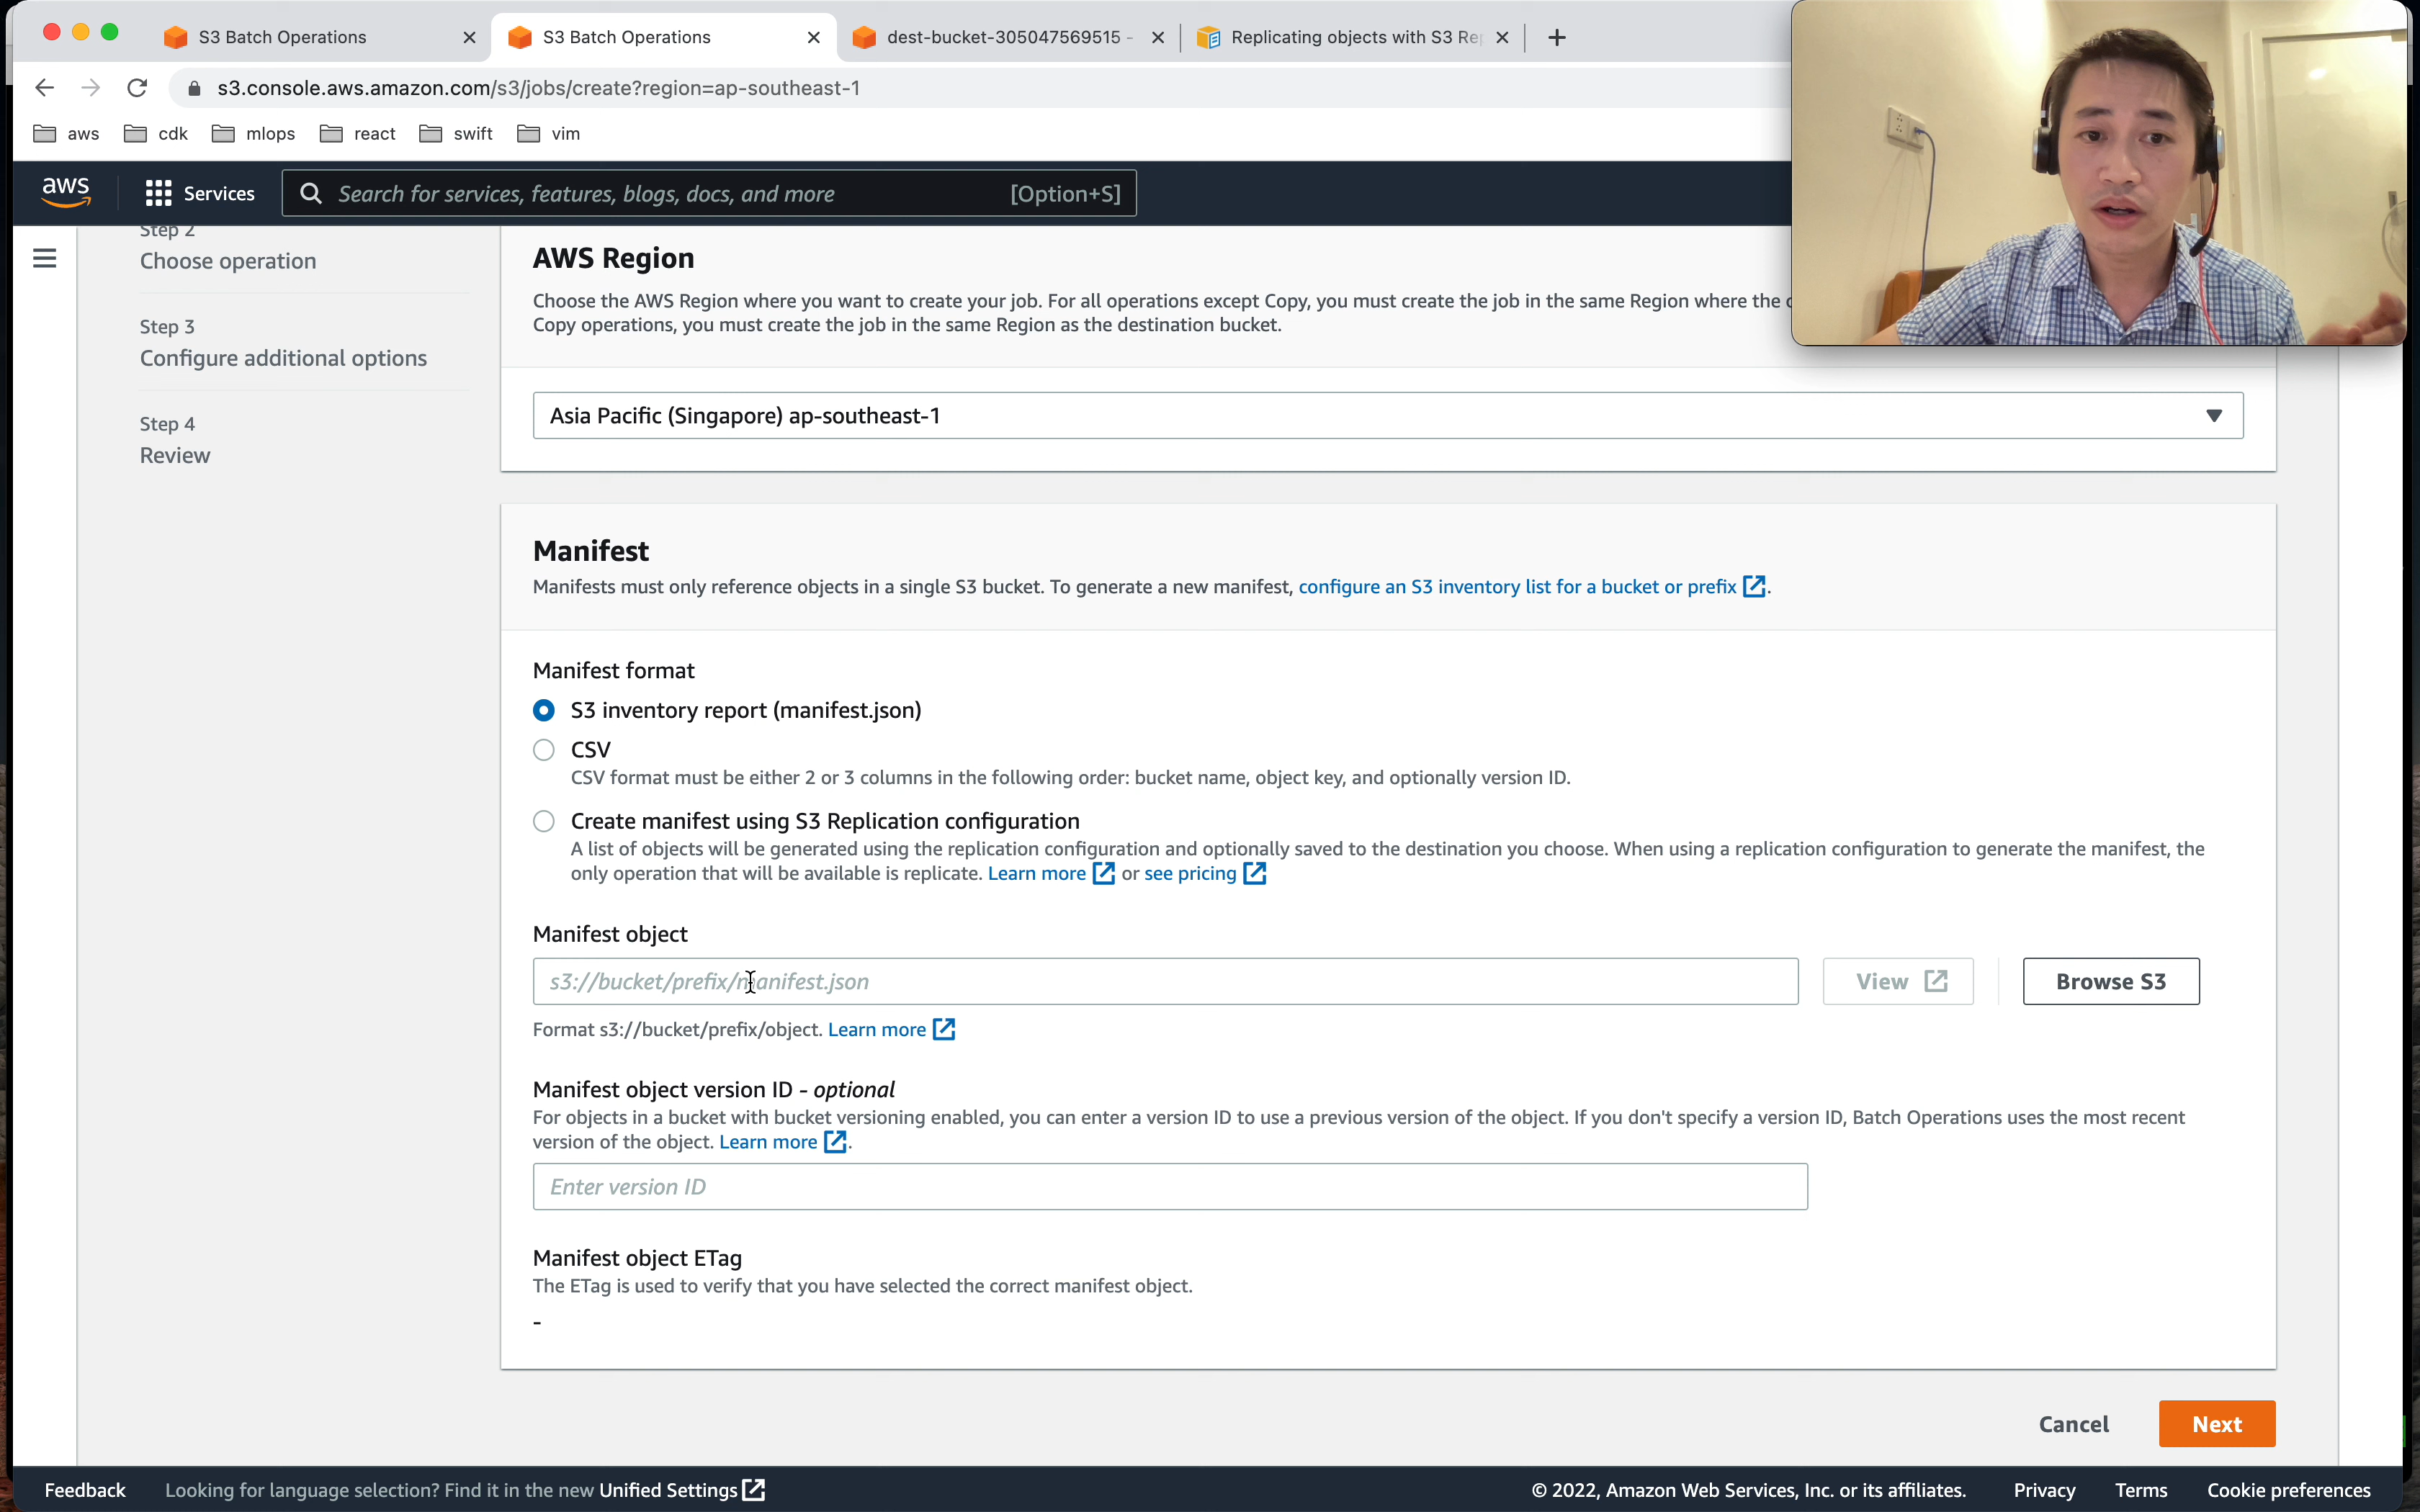 S3 Batch Operations
S3 Batch Operations
dest-bucket-305047569515 -
Replicating objects with S3 Re
s3.console.aws.amazon.com/s3/jobs/create?region=ap-southeast-1
aws
cdk
mlops
react
swift
vim
aws
Services
Search for services, features, blogs, docs, and more
[Option+S]
Step 2
Choose operation
Step 3
Configure additional options
Step 4
Review
AWS Region
Choose the AWS Region where you want to create your job. For all operations except Copy, you must create the job in the same Region where the
Copy operations, you must create the job in the same Region as the destination bucket.
Asia Pacific (Singapore) ap-southeast-1
Manifest
Manifests must only reference objects in a single S3 bucket. To generate a new manifest, configure an S3 inventory list for a bucket or prefix.
Manifest format
S3 inventory report (manifest.json)
CSV
CSV format must be either 2 or 3 columns in the following order: bucket name, object key, and optionally version ID.
Create manifest using S3 Replication configuration
A list of objects will be generated using the replication configuration and optionally saved to the destination you choose. When using a replication configuration to generate the manifest, the
only operation that will be available is replicate. Learn more or see pricing
Manifest object
s3://bucket/prefix/manifest.json
View
Browse S3
Format s3://bucket/prefix/object. Learn more
Manifest object version ID - optional
For objects in a bucket with bucket versioning enabled, you can enter a version ID to use a previous version of the object. If you don't specify a version ID, Batch Operations uses the most recent
version of the object. Learn more.
Enter version ID
Manifest object ETag
The ETag is used to verify that you have selected the correct manifest object.
-
Cancel
Next
Feedback
Looking for language selection? Find it in the new Unified Settings
© 2022, Amazon Web Services, Inc. or its affiliates.
Privacy
Terms
Cookie preferences